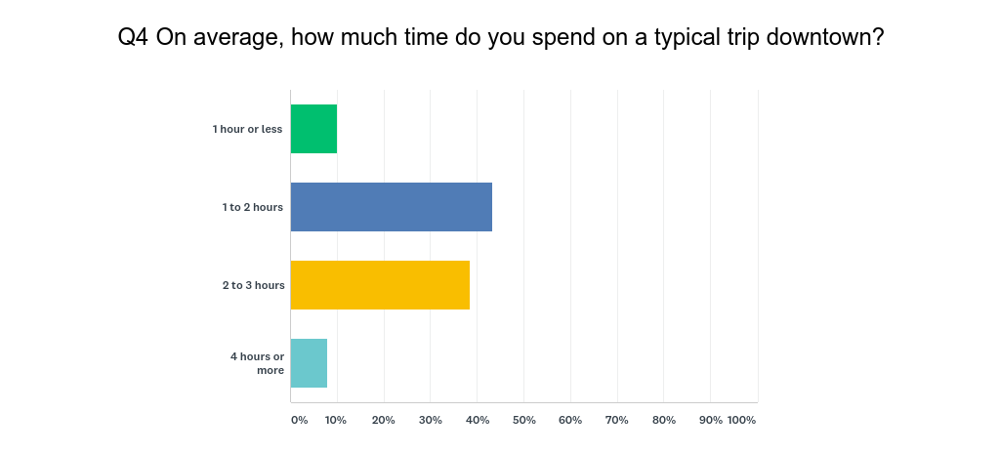 Q4 On average, how much time do you spend on a typical trip downtown?
1 hour or less
1 to 2 hours
2 to 3 hours
4 hours or
more
0% 10% 20% 30% 40% 50% 60% 70% 80% 90% 100%